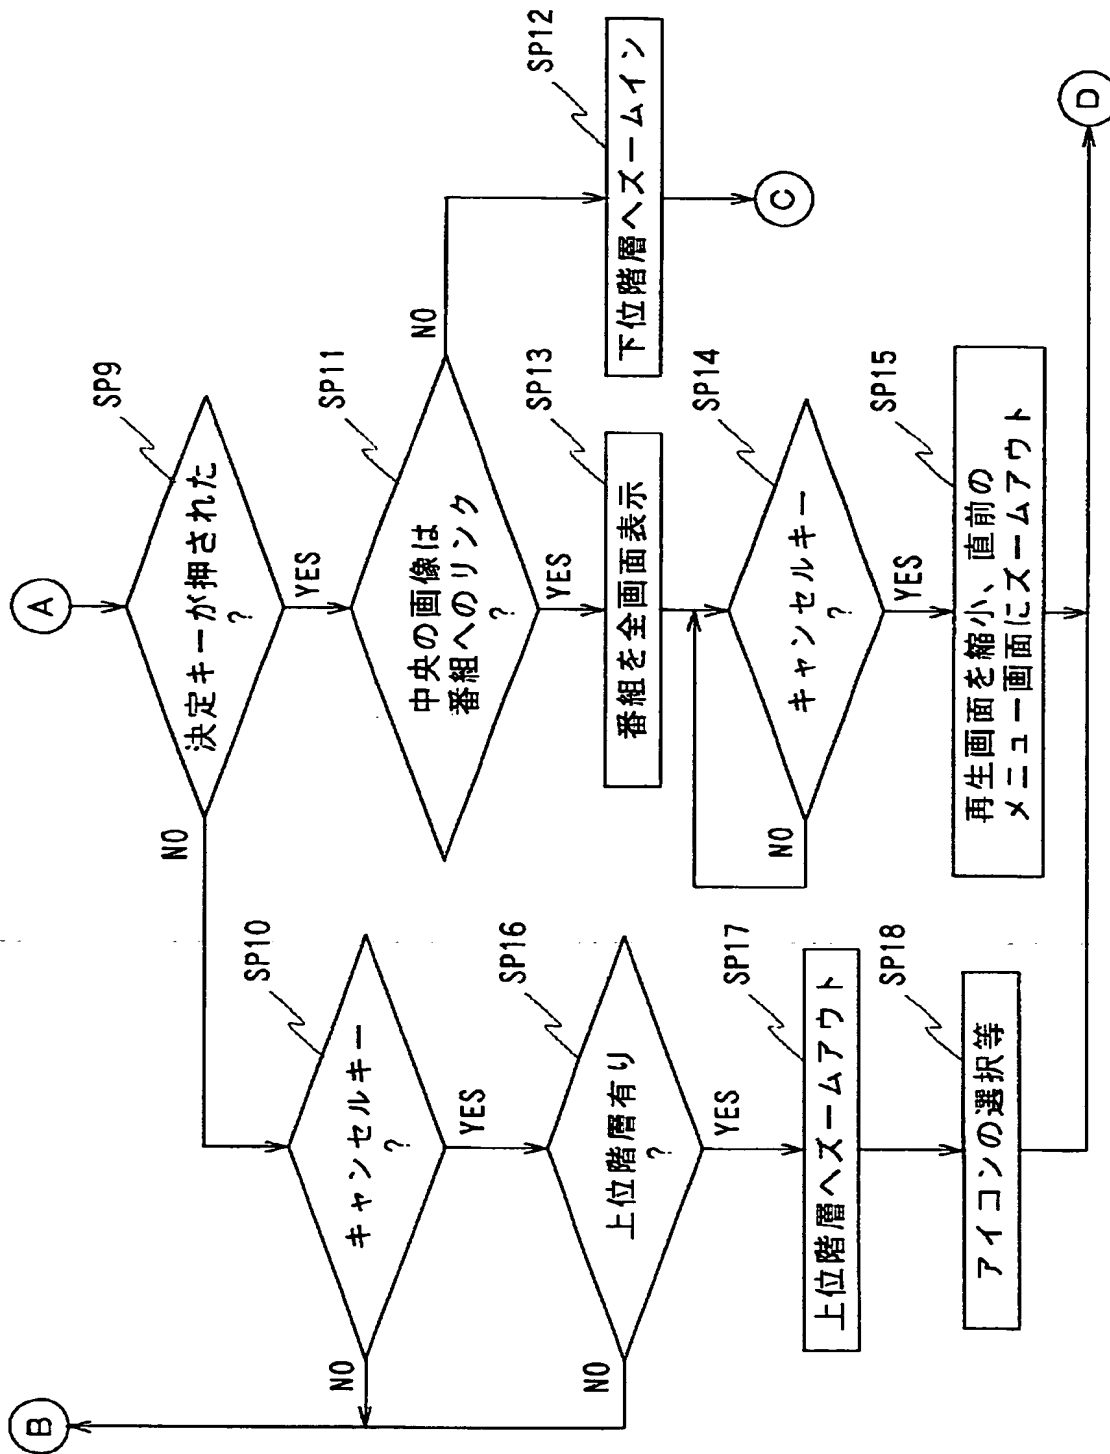 A
SP9
決定キーが押された
?
NO
YES
SP11
中央の画像は
番組へのリンク
?
NO
YES
SP12
下位階層へズームイン
C
SP13
番組を全画面表示
SP14
キャンセルキー
?
NO
YES
SP15
再生画面を縮小、直前の
メニュー画面にズームアウト
SP10
キャンセルキー
?
NO
YES
SP16
上位階層有り
?
NO
YES
SP17
上位階層へズームアウト
SP18
アイコンの選択等
B
D